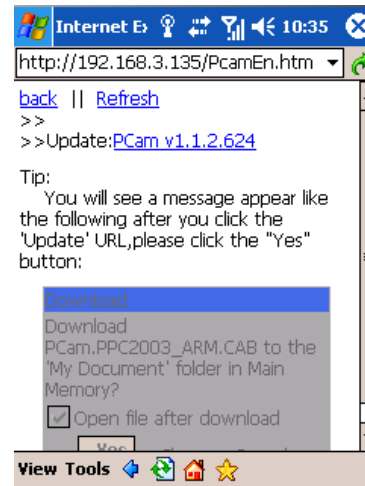 Internet E
10:35
http://192.168.3.135/PcamEn.htm
back || Refresh
>>
>>Update:PCam v1.1.2.624
Tip:
You will see a message appear like
the following after you click the
'Update' URL,please click the "Yes"
button:
Download
Download
PCam.PPC2003_ARM.CAB to the
'My Document' folder in Main
Memory?
Open file after download
Yes
View Tools